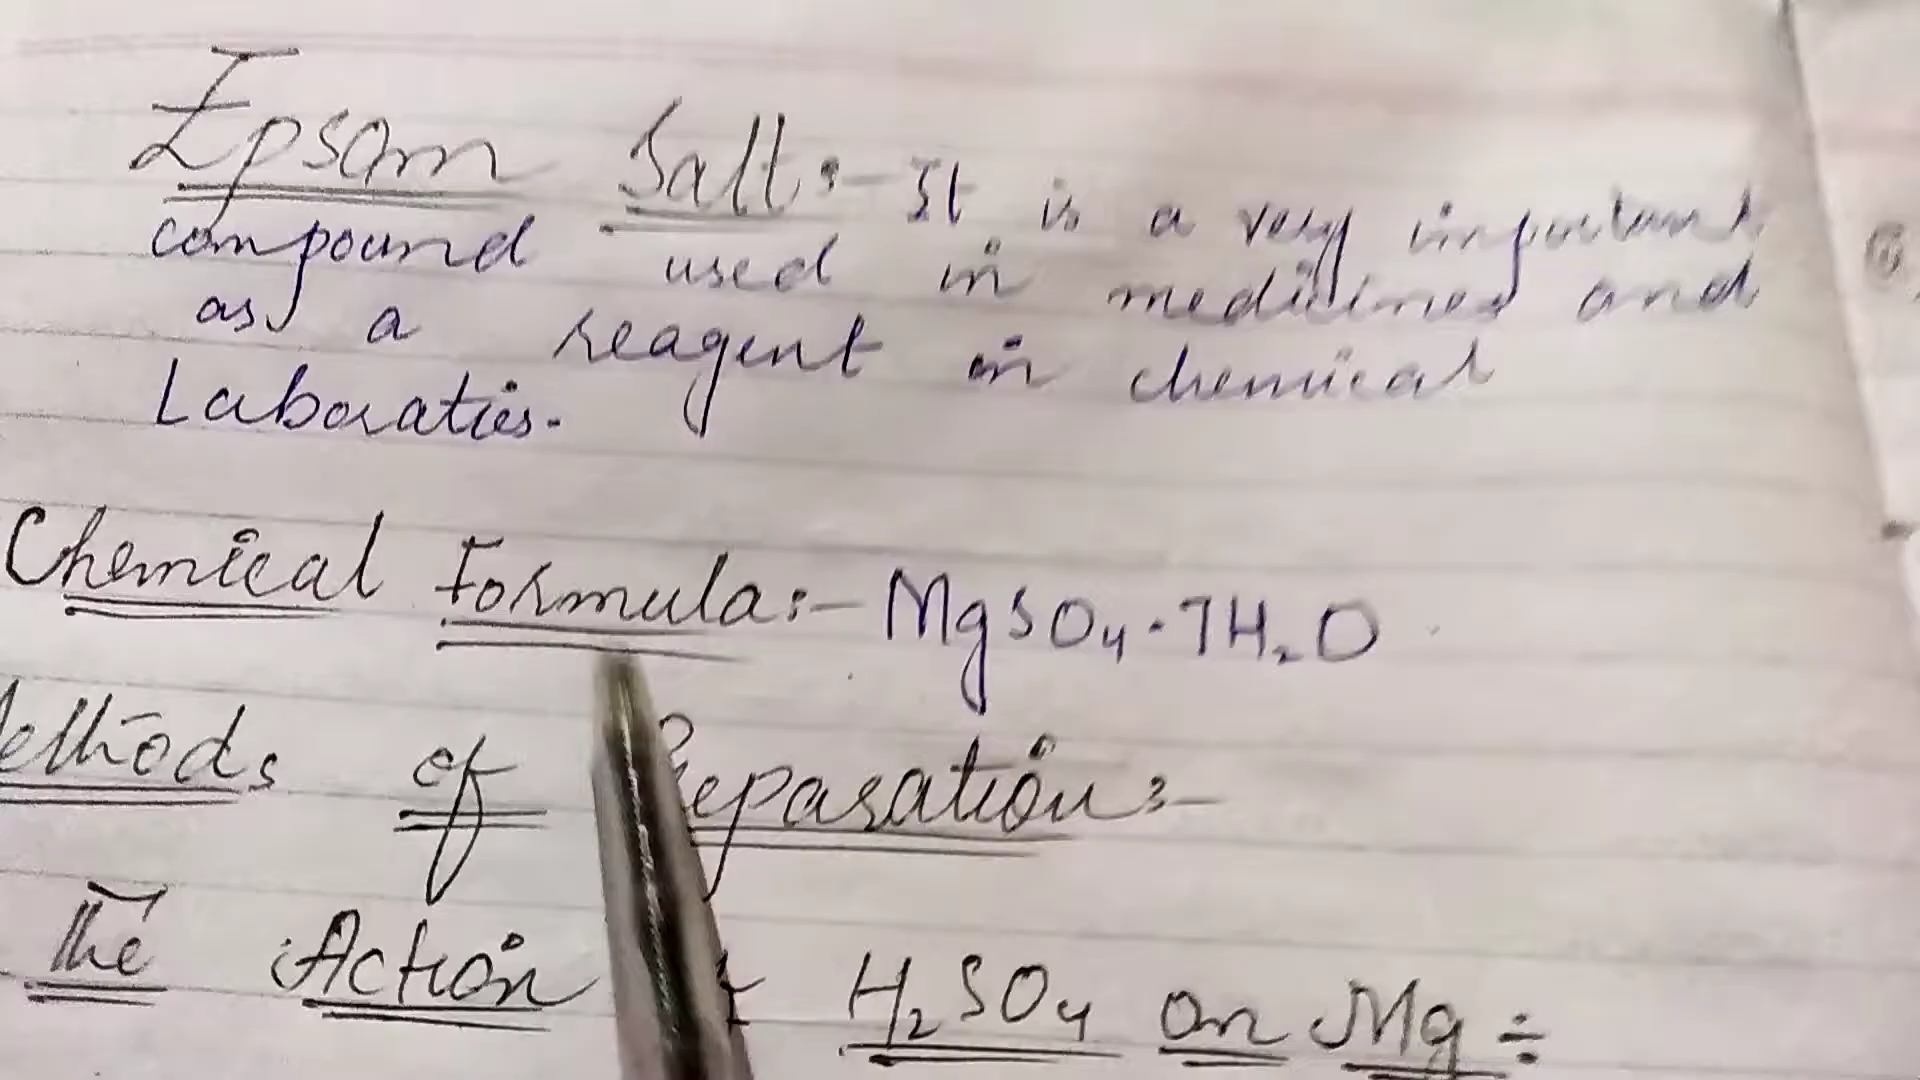 Epsom Salt:- It is a very important
compound used in medicines and
as a reagent in chemical
Laboraties.
Chemical Formula:- MgSO4.7H2O
Methods of Preparation:-
The Action H2SO4 on Mg ÷